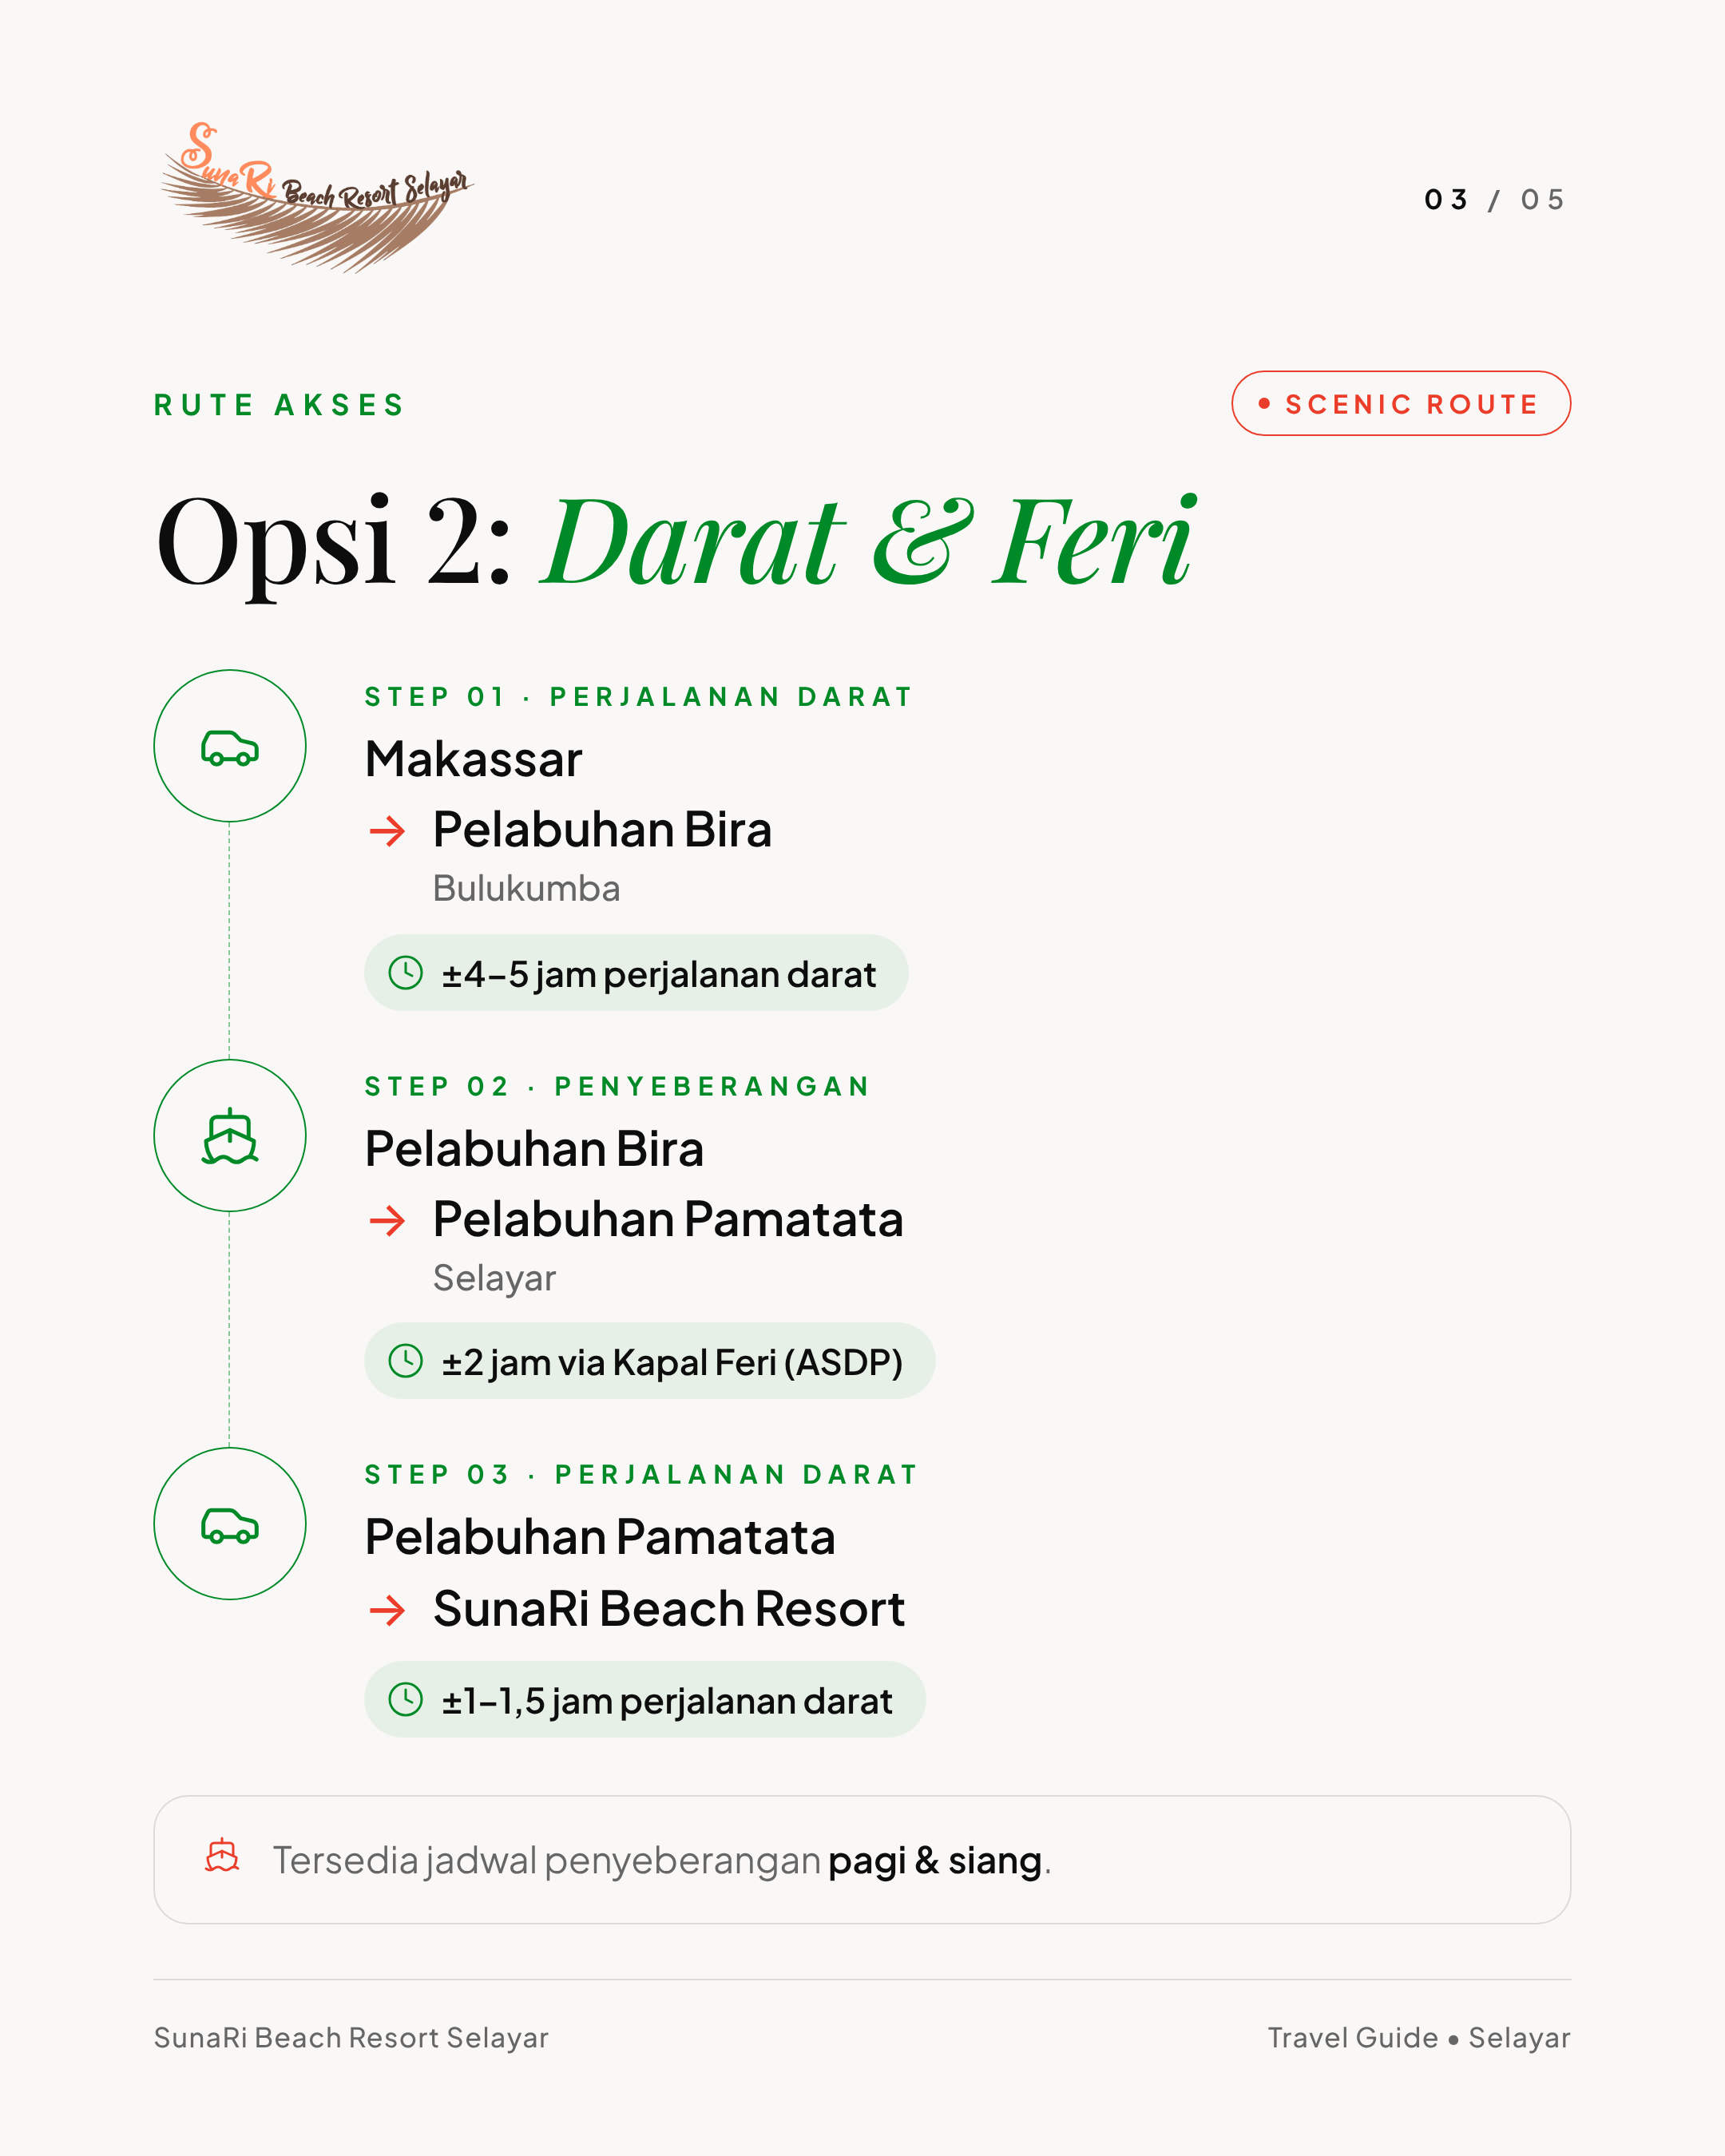 SunaRi Beach Resort Selayar
03 / 05
RUTE AKSES
• SCENIC ROUTE
Opsi 2: Darat & Feri
STEP 01 · PERJALANAN DARAT
Makassar
→ Pelabuhan Bira
Bulukumba
±4–5 jam perjalanan darat
STEP 02 · PENYEBERANGAN
Pelabuhan Bira
→ Pelabuhan Pamatata
Selayar
±2 jam via Kapal Feri (ASDP)
STEP 03 · PERJALANAN DARAT
Pelabuhan Pamatata
→ SunaRi Beach Resort
±1–1,5 jam perjalanan darat
Tersedia jadwal penyeberangan pagi & siang.
SunaRi Beach Resort Selayar
Travel Guide • Selayar